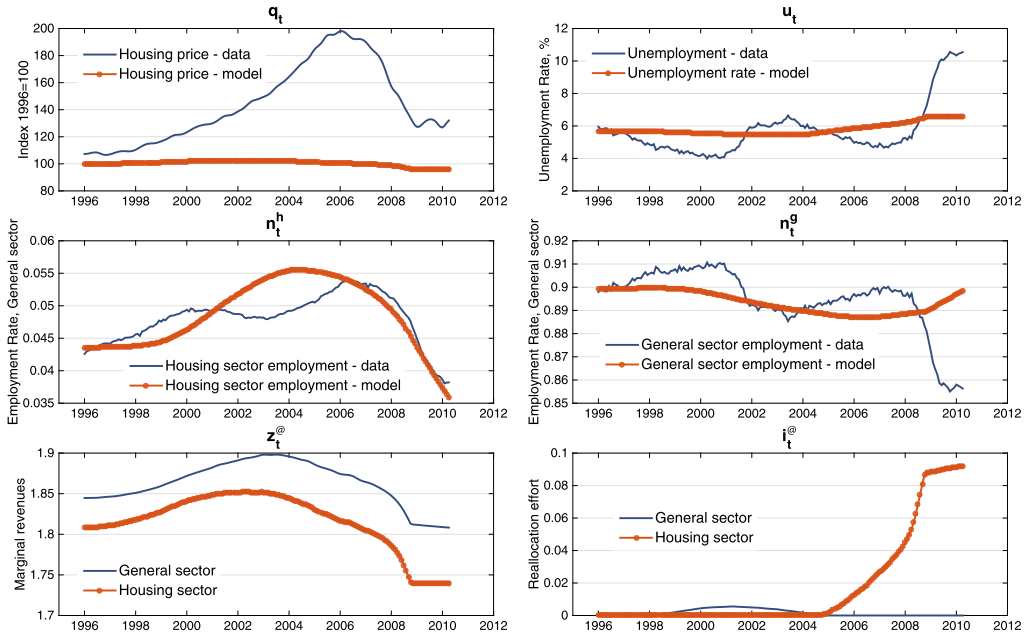 q_t
Index 1996=100
200
180
160
140
120
100
80
Housing price - data
Housing price - model
1996 1998 2000 2002 2004 2006 2008 2010 2012
u_t
Unemployment Rate, %
12
10
8
6
4
2
Unemployment - data
Unemployment rate - model
1996 1998 2000 2002 2004 2006 2008 2010 2012
n_t^h
Employment Rate, General sector
0.06
0.055
0.05
0.045
0.04
0.035
Housing sector employment - data
Housing sector employment - model
1996 1998 2000 2002 2004 2006 2008 2010 2012
n_t^g
Employment Rate, General sector
0.92
0.91
0.9
0.89
0.88
0.87
0.86
0.85
General sector employment - data
General sector employment - model
1996 1998 2000 2002 2004 2006 2008 2010 2012
z_t^@
Marginal revenues
1.9
1.85
1.8
1.75
1.7
General sector
Housing sector
1996 1998 2000 2002 2004 2006 2008 2010 2012
i_t^@
Reallocation effort
0.1
0.08
0.06
0.04
0.02
0
General sector
Housing sector
1996 1998 2000 2002 2004 2006 2008 2010 2012